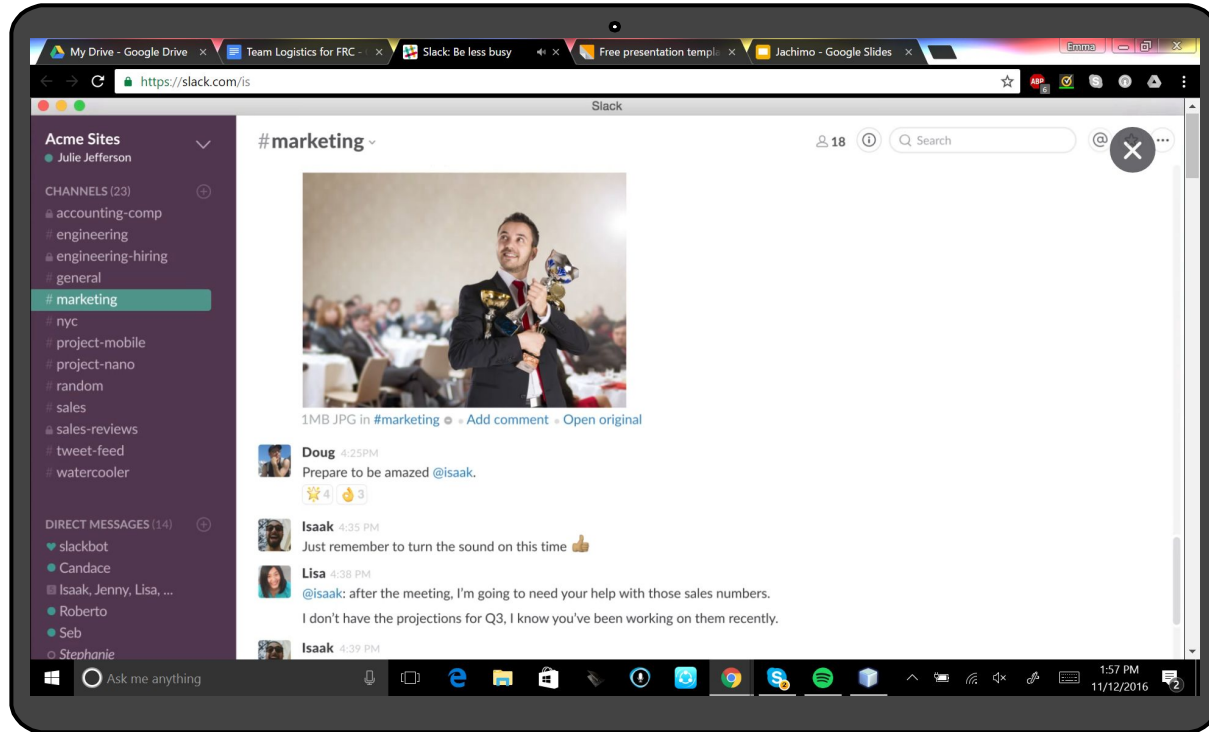 My Drive - Google Drive
Team Logistics for FRC -
Slack: Be less busy
Free presentation templa
Jachimo - Google Slides
Emma
https://slack.com/is
ABP
6
Slack
Acme Sites
Julie Jefferson
CHANNELS (23)
accounting-comp
# engineering
engineering-hiring
# general
# marketing
# nyc
# project-mobile
# project-nano
# random
# sales
sales-reviews
# tweet-feed
# watercooler
DIRECT MESSAGES (14)
slackbot
Candace
Isaak, Jenny, Lisa, ...
Roberto
Seb
Stephanie
#marketing
18
Search
@
1MB JPG in #marketing Add comment Open original
Doug 4:25PM
Prepare to be amazed @isaak.
4 3
Isaak 4:35 PM
Just remember to turn the sound on this time
Lisa 4:38 PM
@isaak: after the meeting, I'm going to need your help with those sales numbers.
I don't have the projections for Q3, I know you've been working on them recently.
Isaak 4:39 PM
Ask me anything
1:57 PM
11/12/2016
2